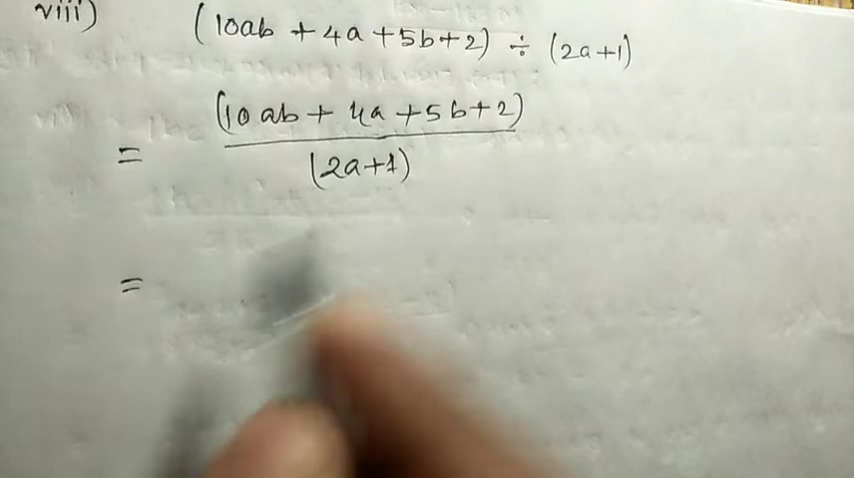 viii) (10ab + 4a + 5b + 2) ÷ (2a+1)
(10ab + 4a + 5b + 2)
= (2a+1)
=